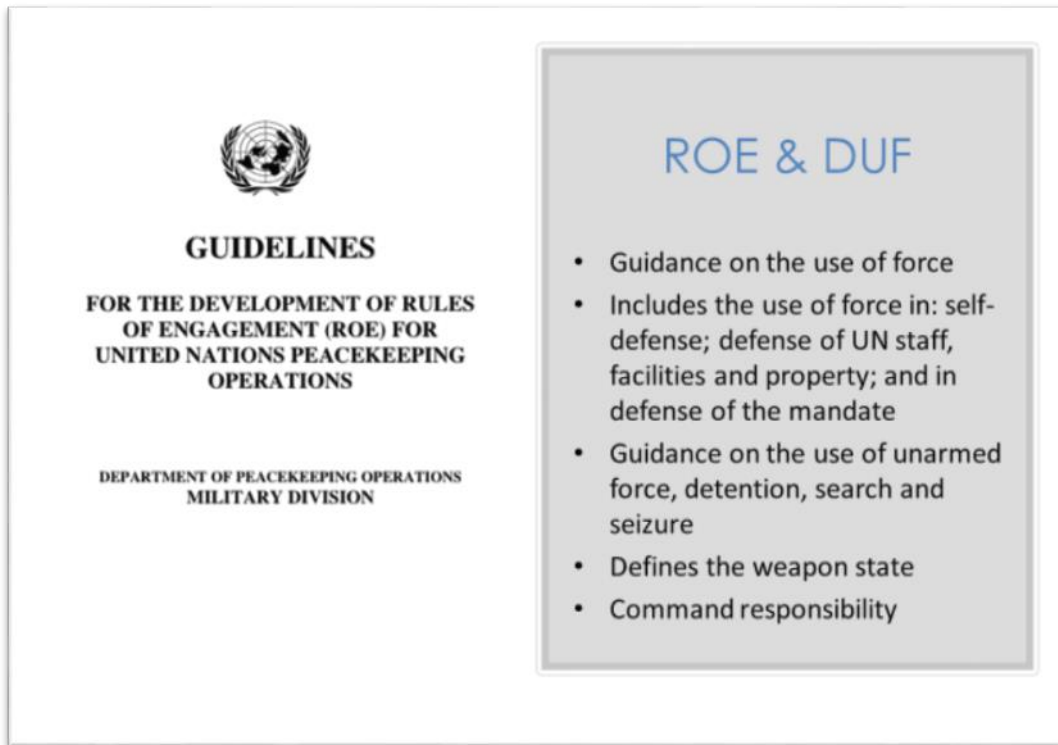 GUIDELINES
FOR THE DEVELOPMENT OF RULES
OF ENGAGEMENT (ROE) FOR
UNITED NATIONS PEACEKEEPING
OPERATIONS
DEPARTMENT OF PEACEKEEPING OPERATIONS
MILITARY DIVISION
ROE & DUF
• Guidance on the use of force
• Includes the use of force in: self-
defense; defense of UN staff,
facilities and property; and in
defense of the mandate
• Guidance on the use of unarmed
force, detention, search and
seizure
• Defines the weapon state
• Command responsibility